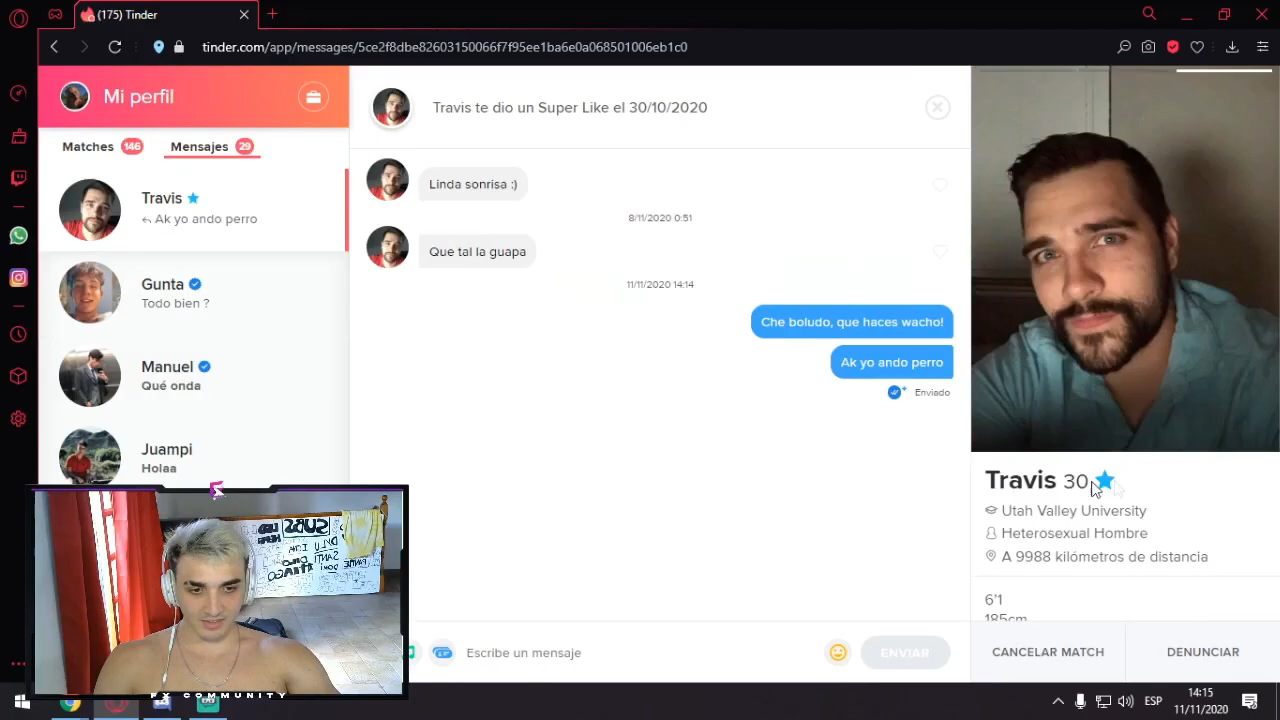 (175) Tinder
tinder.com/app/messages/5ce2f8dbe82603150066f7f95ee1ba6e0a068501006eb1c0
Mi perfil
Matches 146 Mensajes 29
Travis
Ak yo ando perro
Gunta
Todo bien ?
Manuel
Qué onda
Juampi
Holaa
Travis te dio un Super Like el 30/10/2020
Linda sonrisa :)
8/11/2020 0:51
Que tal la guapa
11/11/2020 14:14
Che boludo, que haces wacho!
Ak yo ando perro
Enviado
Escribe un mensaje
ENVIAR
Travis 30
Utah Valley University
Heterosexual Hombre
A 9988 kilómetros de distancia
6'1
185cm
CANCELAR MATCH
DENUNCIAR
SUBS
FX COMMUNITY
ESP
14:15
11/11/2020